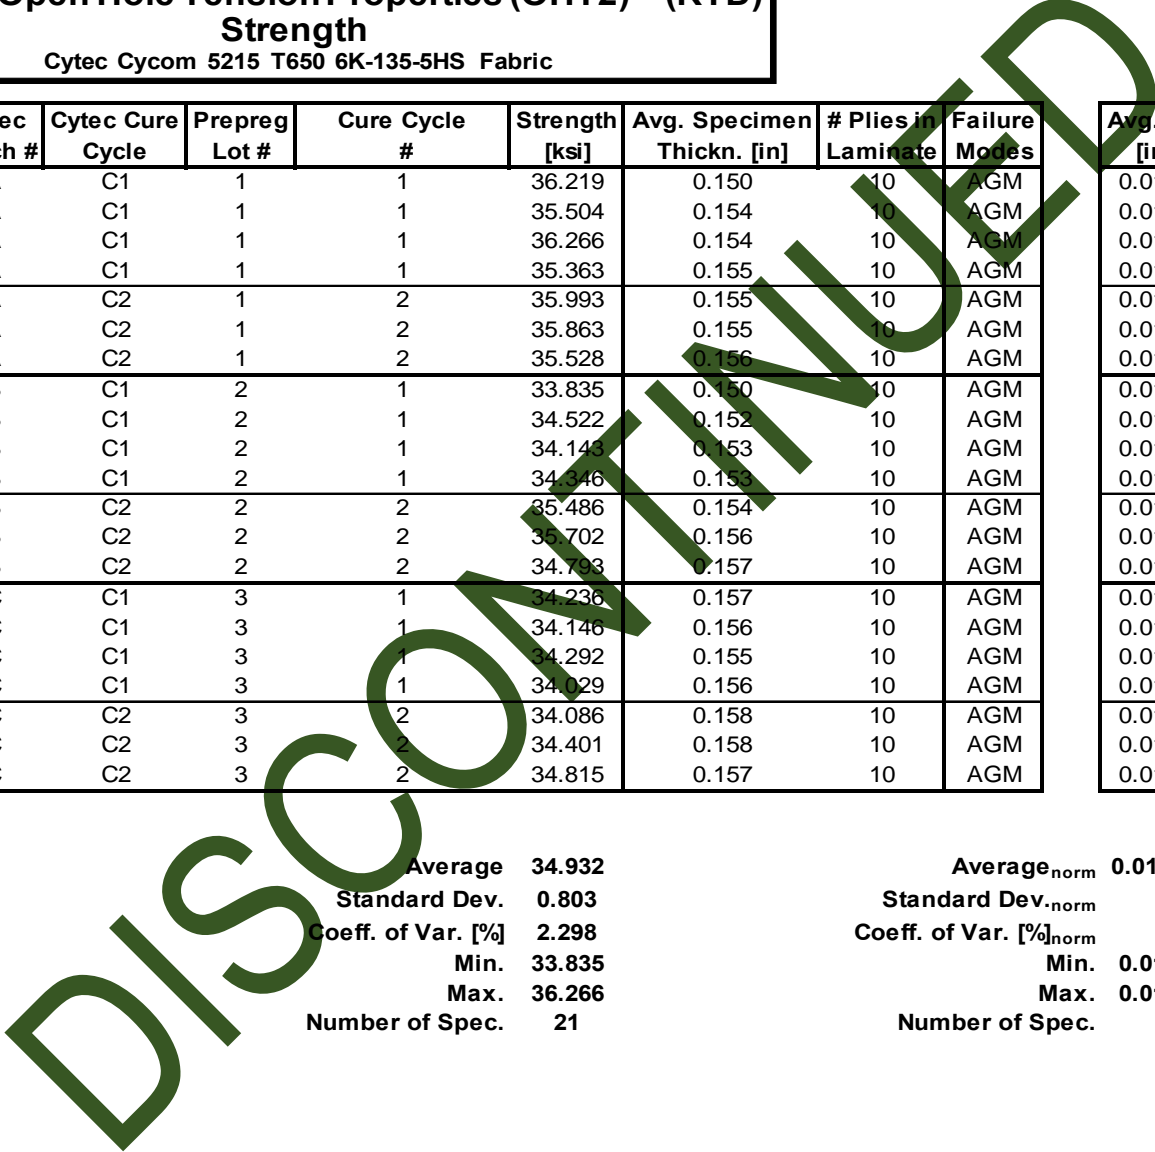 Open Hole Tension Properties (OHT2) -- (RTD)
Strength
Cytec Cycom 5215 T650 6K-135-5HS Fabric
Cytec Cure Prepreg Cure Cycle Strength Avg. Specimen # Plies in Failure Avg.
# Cycle Lot # # [ksi] Thickn. [in] Laminate Modes
C1 1 1 36.219 0.150 10 AGM
C1 1 1 35.504 0.154 10 AGM
C1 1 1 36.266 0.154 10 AGM
C1 1 1 35.363 0.155 10 AGM
C2 1 2 35.993 0.155 10 AGM
C2 1 2 35.863 0.155 10 AGM
C2 1 2 35.528 0.156 10 AGM
C1 2 1 33.835 0.150 10 AGM
C1 2 1 34.522 0.152 10 AGM
C1 2 1 34.143 0.153 10 AGM
C1 2 1 34.346 0.153 10 AGM
C2 2 2 35.486 0.154 10 AGM
C2 2 2 35.702 0.156 10 AGM
C2 2 2 34.793 0.157 10 AGM
C1 3 1 34.236 0.157 10 AGM
C1 3 1 34.146 0.156 10 AGM
C1 3 1 34.292 0.155 10 AGM
C1 3 1 34.029 0.156 10 AGM
C2 3 2 34.086 0.158 10 AGM
C2 3 2 34.401 0.158 10 AGM
C2 3 2 34.815 0.157 10 AGM
Average 34.932 Averagenorm 0.01
Standard Dev. 0.803 Standard Dev.norm
Coeff. of Var. [%] 2.298 Coeff. of Var. [%]norm
Min. 33.835 Min.
Max. 36.266 Max.
Number of Spec. 21 Number of Spec.
DISCONTINUED